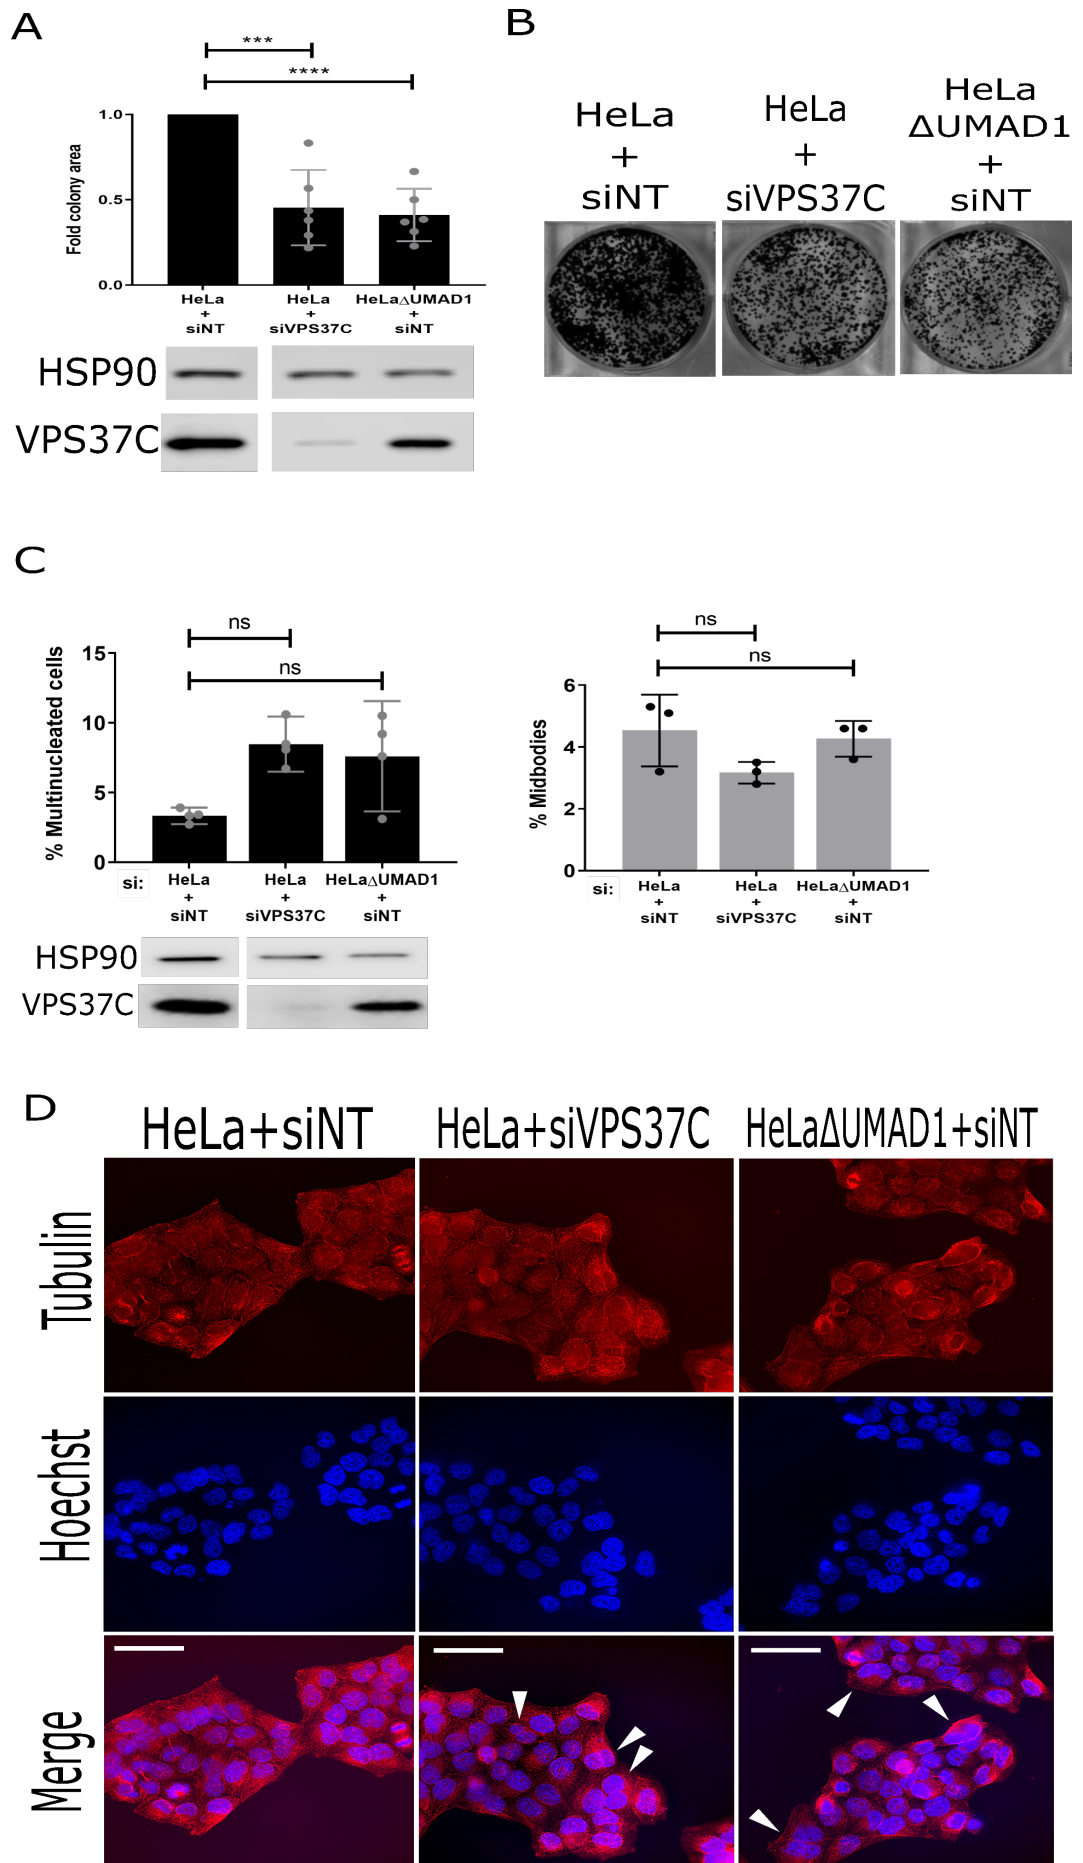 A
***
****
Fold colony area
1.0
0.5
0.0
HeLa
+
siNT
HeLa
+
siVPS37C
HeLa△UMAD1
+
siNT
HSP90
VPS37C
B
HeLa
+
siNT
HeLa
+
siVPS37C
HeLa
ΔUMAD1
+
siNT
C
ns
ns
% Multinucleated cells
15
10
5
0
si:
HeLa
+
siNT
HeLa
+
siVPS37C
HeLa△UMAD1
+
siNT
HSP90
VPS37C
ns
ns
% Midbodies
6
4
2
0
si:
HeLa
+
siNT
HeLa
+
siVPS37C
HeLa△UMAD1
+
siNT
D
HeLa+siNT
HeLa+siVPS37C
HeLaΔUMAD1+siNT
Tubulin
Hoechst
Merge